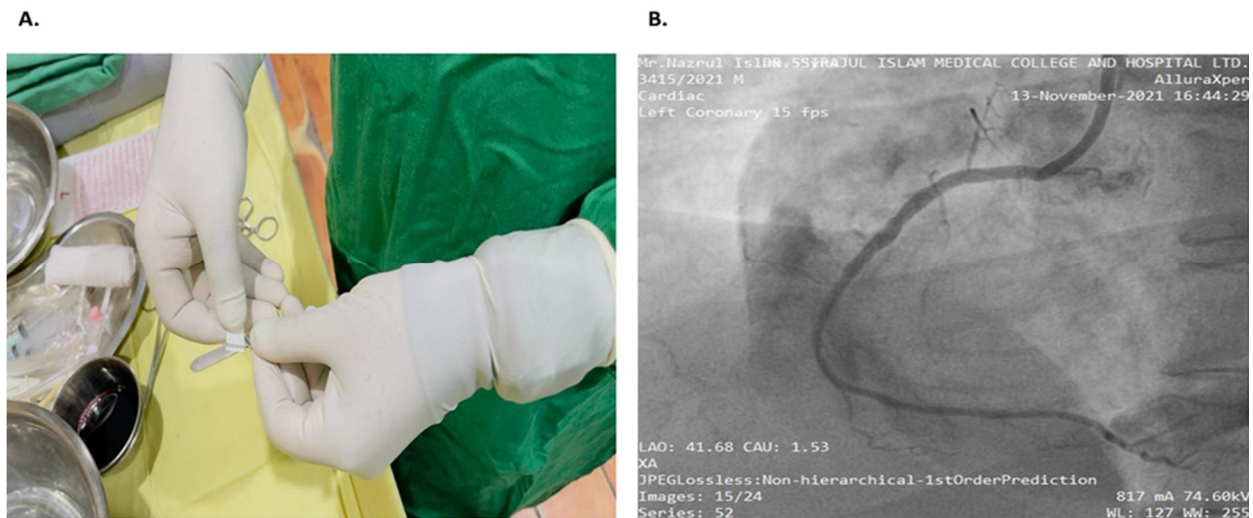 A.
B.
Mr.Nazrul
ISLAM MEDICAL COLLEGE AND HOSPITAL LTD.
3415/2021 M
AlluraXper
Cardiac
13-November-2021 16:44:29
Left Coronary 15 fps
L
LAO: 41.68 CAU: 1.53
XA
JPEGLossless:Non-hierarchical-1stOrderPrediction
Images: 15/24
817 mA 74.60kV
Series: 52
WL: 127 WW: 255